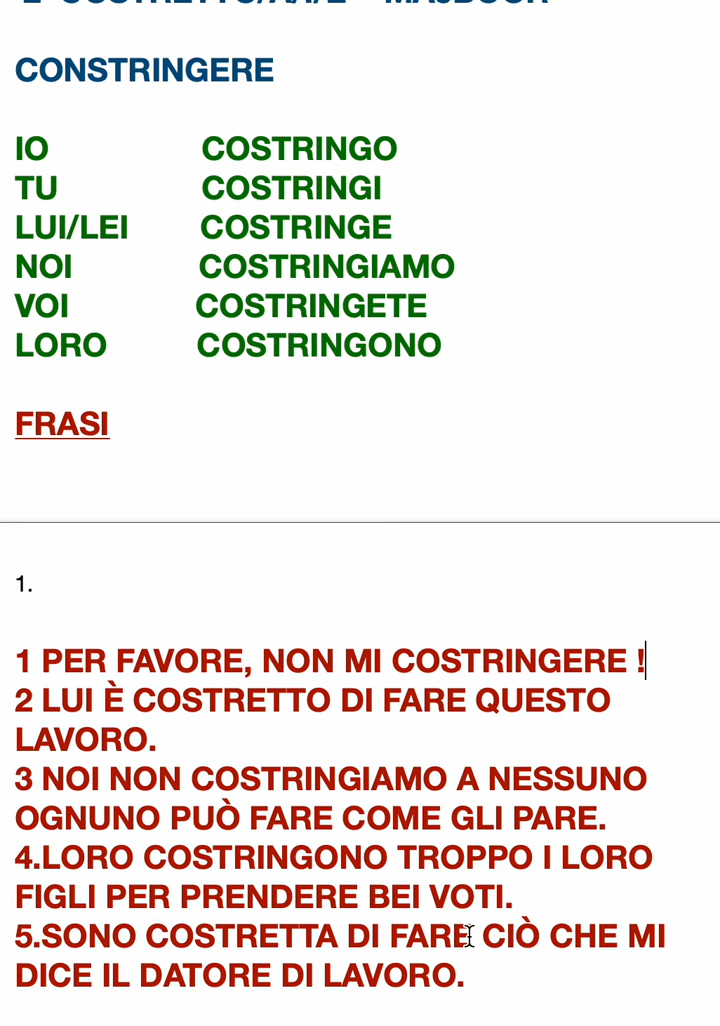 CONSTRINGERE
IO COSTRINGO
TU COSTRINGI
LUI/LEI COSTRINGE
NOI COSTRINGIAMO
VOI COSTRINGETE
LORO COSTRINGONO
FRASI
1.
1 PER FAVORE, NON MI COSTRINGERE !
2 LUI È COSTRETTO DI FARE QUESTO
LAVORO.
3 NOI NON COSTRINGIAMO A NESSUNO
OGNUNO PUÒ FARE COME GLI PARE.
4.LORO COSTRINGONO TROPPO I LORO
FIGLI PER PRENDERE BEI VOTI.
5.SONO COSTRETTA DI FARE CIÒ CHE MI
DICE IL DATORE DI LAVORO.